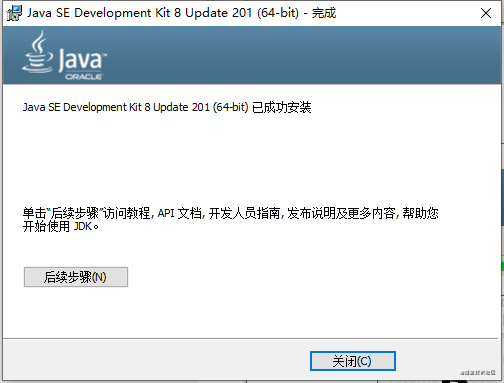 Java SE Development Kit 8 Update 201 (64-bit) - 完成
Java™
ORACLE
Java SE Development Kit 8 Update 201 (64-bit) 已成功安装
单击“后续步骤”访问教程, API 文档, 开发人员指南, 发布说明及更多内容, 帮助您
开始使用 JDK。
后续步骤(N)
关闭(C)